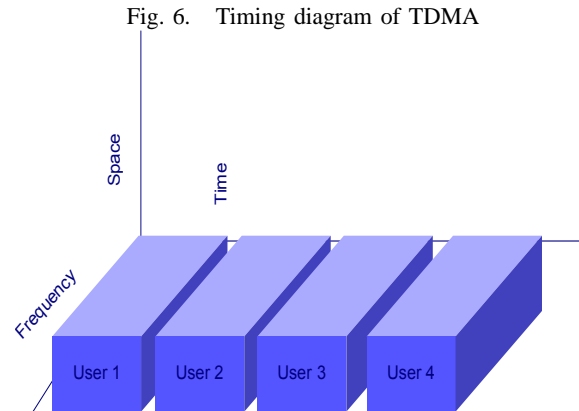 Fig. 6. Timing diagram of TDMA
Space
Time
Frequency
User 1
User 2
User 3
User 4